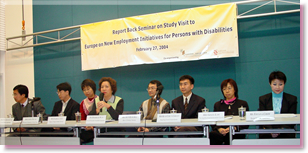 Report Back Seminar on Study Visit to
Europe on New Employment Initiatives for Persons with Disabilities
February 27, 2004